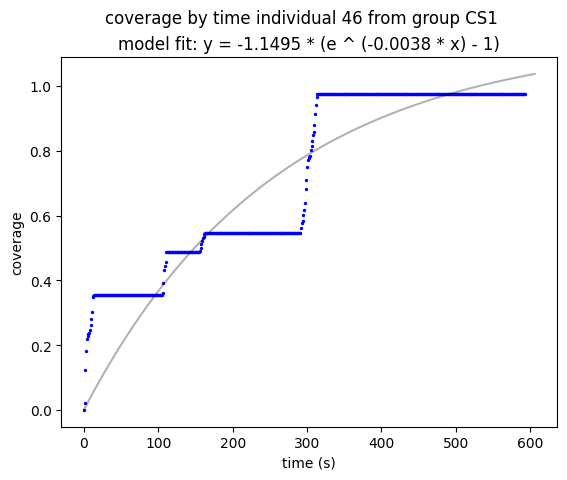 coverage by time individual 46 from group CS1
model fit: y = -1.1495 * (e ^ (-0.0038 * x) - 1)
1.0
0.8
0.6
0.4
0.2
0.0
coverage
0 100 200 300 400 500 600
time (s)